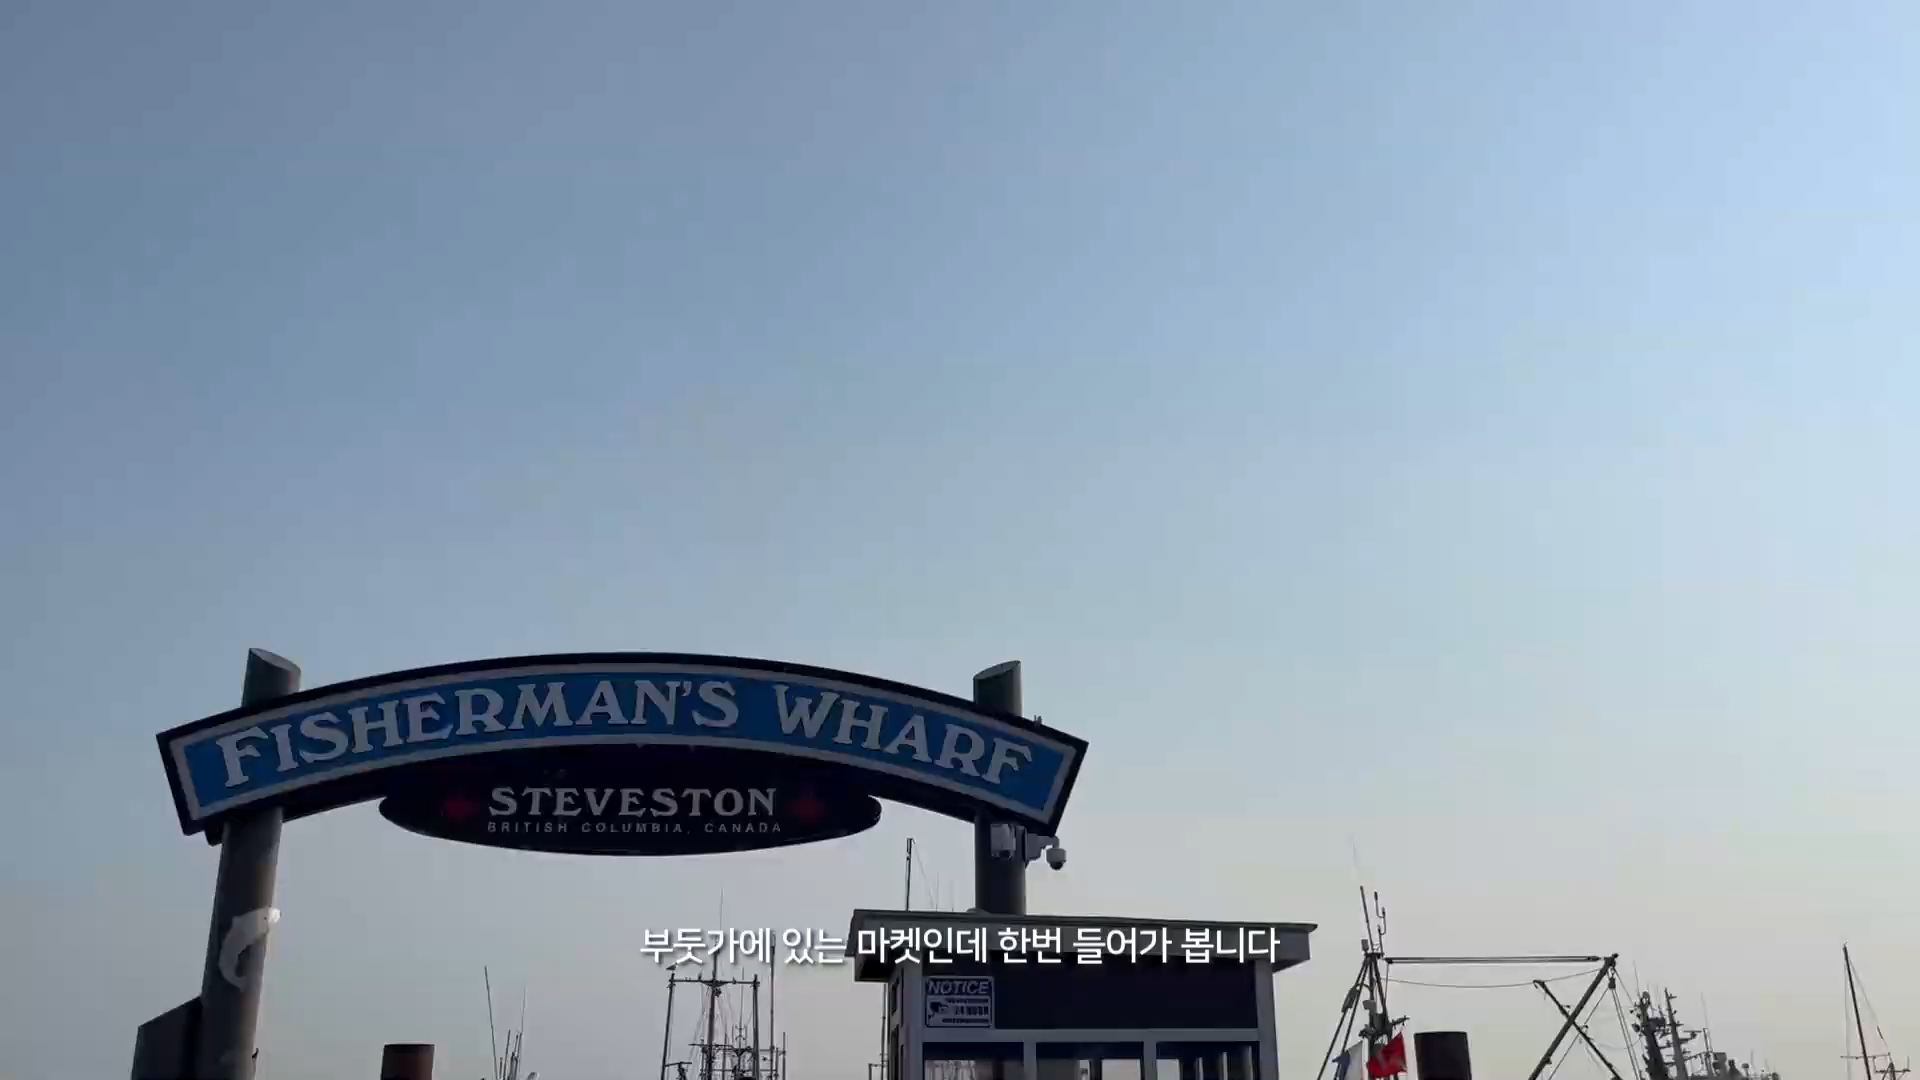 FISHERMAN'S WHARF
STEVESTON
BRITISH COLUMBIA, CANADA
부둣가에 있는 마켓인데 한번 들어가 봅니다
NOTICE